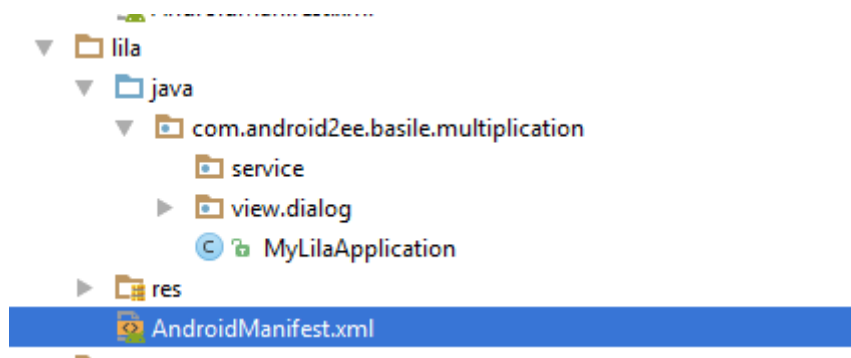 lila
java
com.android2ee.basile.multiplication
service
view.dialog
C MyLilaApplication
res
AndroidManifest.xml